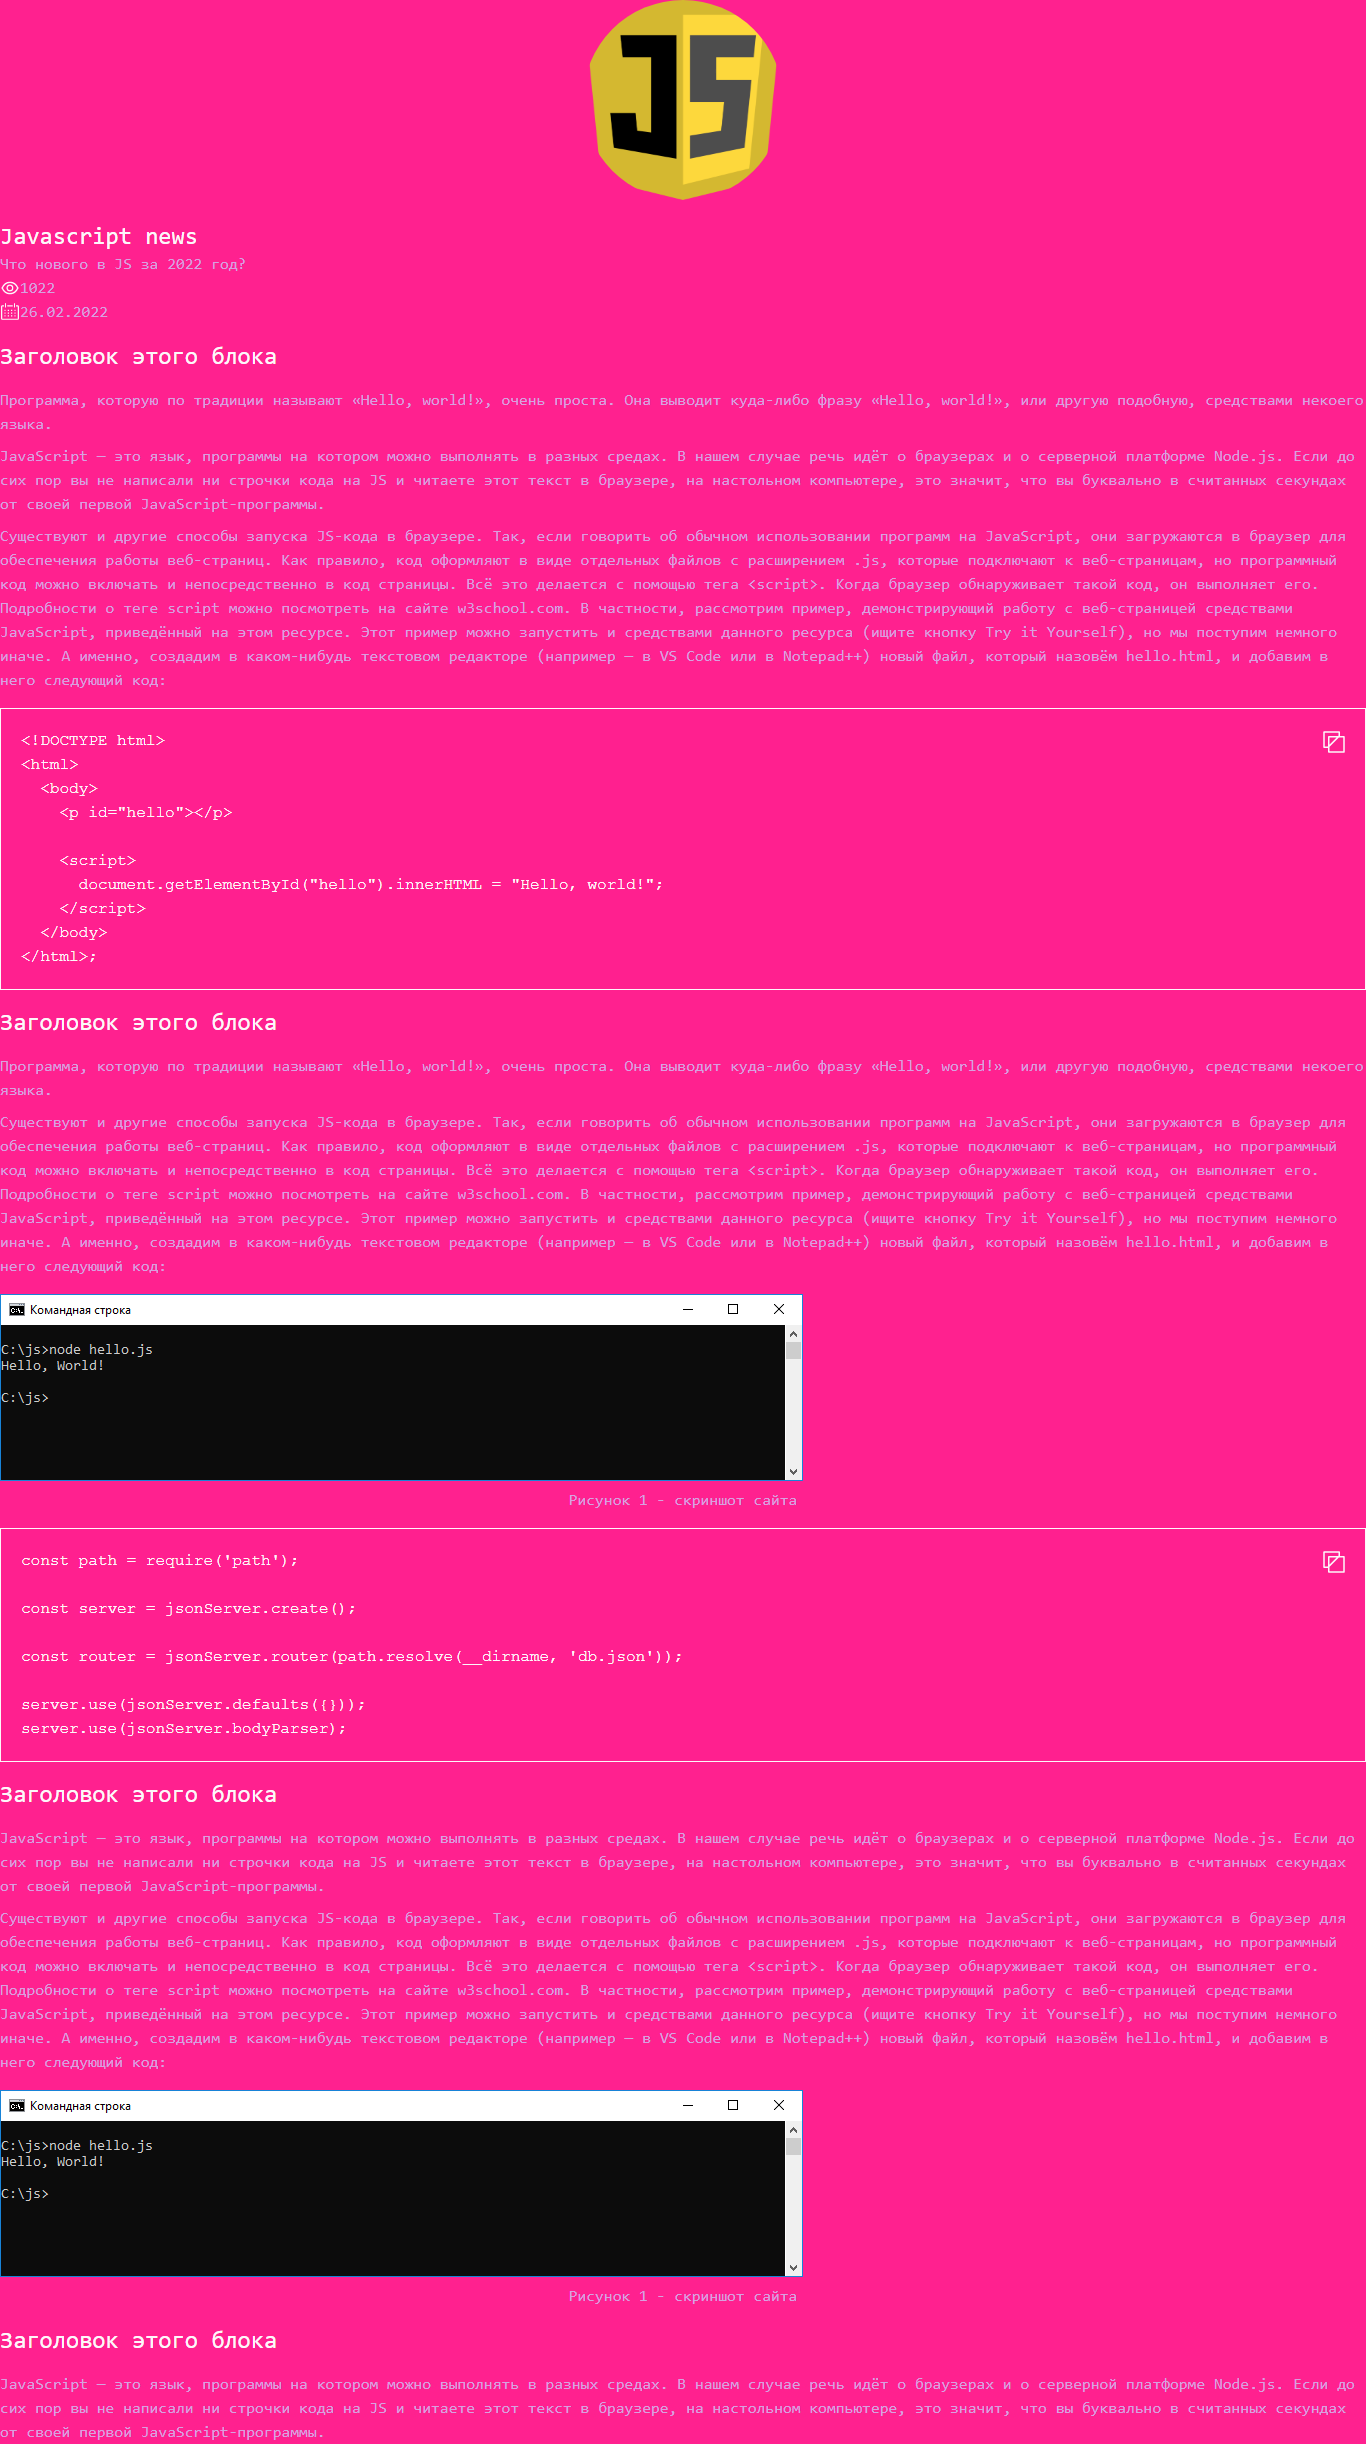 JS
Javascript news
Что нового в JS за 2022 год?
1022
26.02.2022
Заголовок этого блока
Программа, которую по традиции называют «Hello, world!», очень проста. Она выводит куда-либо фразу «Hello, world!», или другую подобную, средствами некоего
языка.
JavaScript — это язык, программы на котором можно выполнять в разных средах. В нашем случае речь идёт о браузерах и о серверной платформе Node.js. Если до
сих пор вы не написали ни строчки кода на JS и читаете этот текст в браузере, на настольном компьютере, это значит, что вы буквально в считанных секундах
от своей первой JavaScript-программы.
Существуют и другие способы запуска JS-кода в браузере. Так, если говорить об обычном использовании программ на JavaScript, они загружаются в браузер для
обеспечения работы веб-страниц. Как правило, код оформляют в виде отдельных файлов с расширением .js, которые подключают к веб-страницам, но программный
код можно включать и непосредственно в код страницы. Всё это делается с помощью тега <script>. Когда браузер обнаруживает такой код, он выполняет его.
Подробности о теге script можно посмотреть на сайте w3school.com. В частности, рассмотрим пример, демонстрирующий работу с веб-страницей средствами
JavaScript, приведённый на этом ресурсе. Этот пример можно запустить и средствами данного ресурса (ищите кнопку Try it Yourself), но мы поступим немного
иначе. А именно, создадим в каком-нибудь текстовом редакторе (например — в VS Code или в Notepad++) новый файл, который назовём hello.html, и добавим в
него следующий код:
<!DOCTYPE html>
<html>
  <body>
    <p id="hello"></p>
    <script>
      document.getElementById("hello").innerHTML = "Hello, world!";
    </script>
  </body>
</html>;
Заголовок этого блока
Программа, которую по традиции называют «Hello, world!», очень проста. Она выводит куда-либо фразу «Hello, world!», или другую подобную, средствами некоего
языка.
Существуют и другие способы запуска JS-кода в браузере. Так, если говорить об обычном использовании программ на JavaScript, они загружаются в браузер для
обеспечения работы веб-страниц. Как правило, код оформляют в виде отдельных файлов с расширением .js, которые подключают к веб-страницам, но программный
код можно включать и непосредственно в код страницы. Всё это делается с помощью тега <script>. Когда браузер обнаруживает такой код, он выполняет его.
Подробности о теге script можно посмотреть на сайте w3school.com. В частности, рассмотрим пример, демонстрирующий работу с веб-страницей средствами
JavaScript, приведённый на этом ресурсе. Этот пример можно запустить и средствами данного ресурса (ищите кнопку Try it Yourself), но мы поступим немного
иначе. А именно, создадим в каком-нибудь текстовом редакторе (например — в VS Code или в Notepad++) новый файл, который назовём hello.html, и добавим в
него следующий код:
Командная строка
C:\js>node hello.js
Hello, World!
C:\js>
Рисунок 1 - скриншот сайта
const path = require('path');
const server = jsonServer.create();
const router = jsonServer.router(path.resolve(__dirname, 'db.json'));
server.use(jsonServer.defaults({}));
server.use(jsonServer.bodyParser);
Заголовок этого блока
JavaScript — это язык, программы на котором можно выполнять в разных средах. В нашем случае речь идёт о браузерах и о серверной платформе Node.js. Если до
сих пор вы не написали ни строчки кода на JS и читаете этот текст в браузере, на настольном компьютере, это значит, что вы буквально в считанных секундах
от своей первой JavaScript-программы.
Существуют и другие способы запуска JS-кода в браузере. Так, если говорить об обычном использовании программ на JavaScript, они загружаются в браузер для
обеспечения работы веб-страниц. Как правило, код оформляют в виде отдельных файлов с расширением .js, которые подключают к веб-страницам, но программный
код можно включать и непосредственно в код страницы. Всё это делается с помощью тега <script>. Когда браузер обнаруживает такой код, он выполняет его.
Подробности о теге script можно посмотреть на сайте w3school.com. В частности, рассмотрим пример, демонстрирующий работу с веб-страницей средствами
JavaScript, приведённый на этом ресурсе. Этот пример можно запустить и средствами данного ресурса (ищите кнопку Try it Yourself), но мы поступим немного
иначе. А именно, создадим в каком-нибудь текстовом редакторе (например — в VS Code или в Notepad++) новый файл, который назовём hello.html, и добавим в
него следующий код:
Командная строка
C:\js>node hello.js
Hello, World!
C:\js>
Рисунок 1 - скриншот сайта
Заголовок этого блока
JavaScript — это язык, программы на котором можно выполнять в разных средах. В нашем случае речь идёт о браузерах и о серверной платформе Node.js. Если до
сих пор вы не написали ни строчки кода на JS и читаете этот текст в браузере, на настольном компьютере, это значит, что вы буквально в считанных секундах
от своей первой JavaScript-программы.